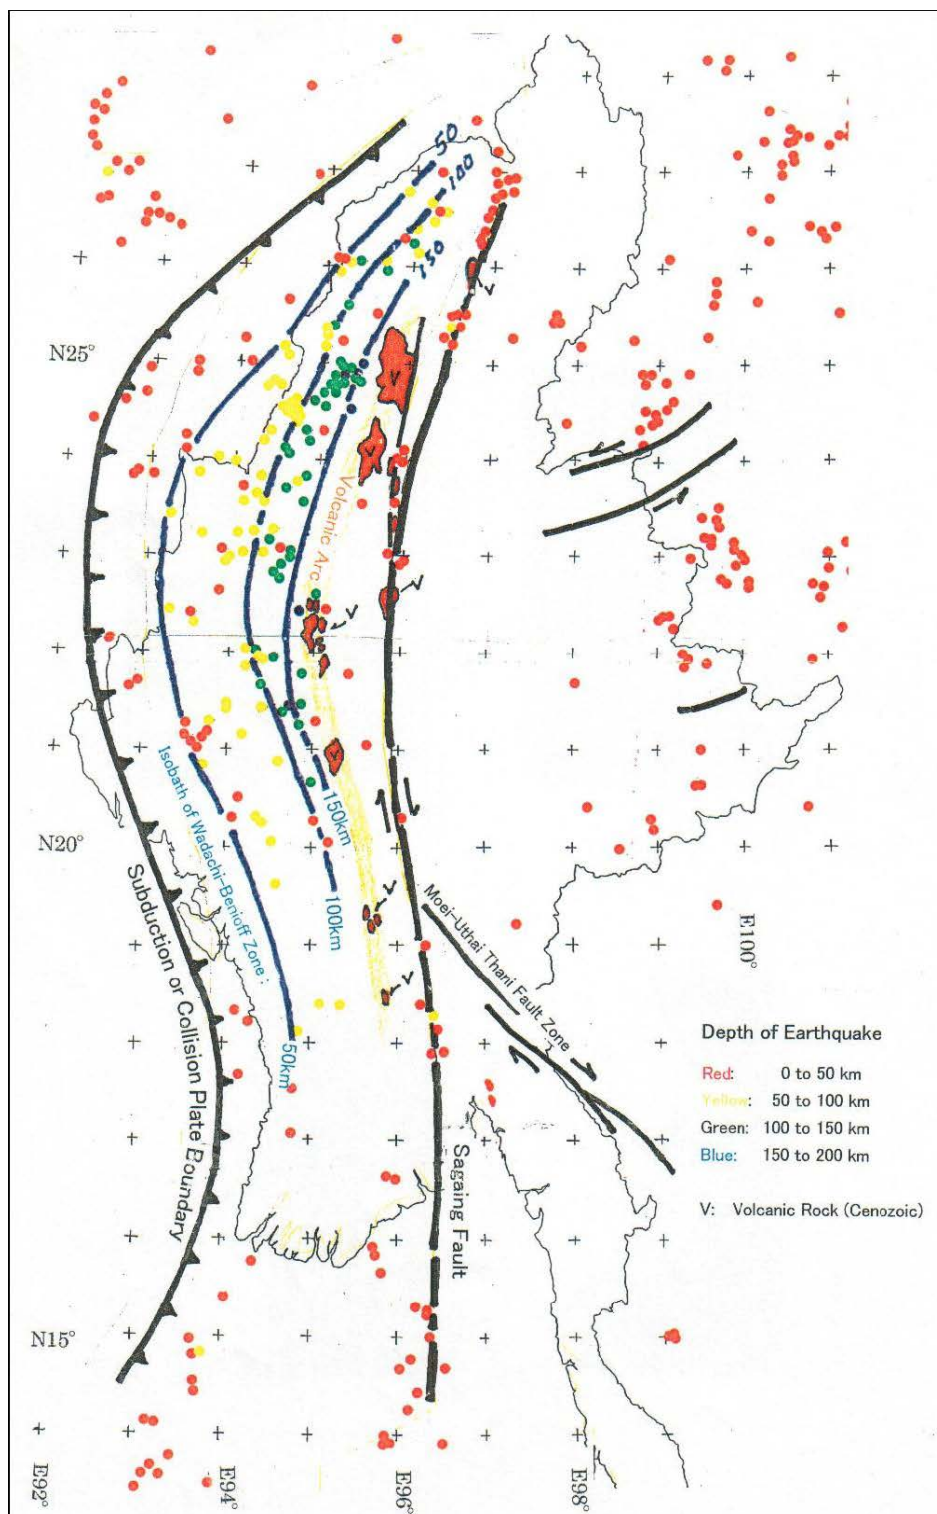 50
100
150
N25°
V
V
V
Volcanic Arc
V
V
V
Isobath of Wadachi-Benioff Zone :
150km
100km
50km
N20°
Subduction or Collision Plate Boundary
V
V
Moei-Uthai Thani Fault Zone
E100°
Depth of Earthquake
Red: 0 to 50 km
Yellow: 50 to 100 km
Green: 100 to 150 km
Blue: 150 to 200 km
V: Volcanic Rock (Cenozoic)
Sagaing Fault
N15°
E92°
E94°
E96°
E98°